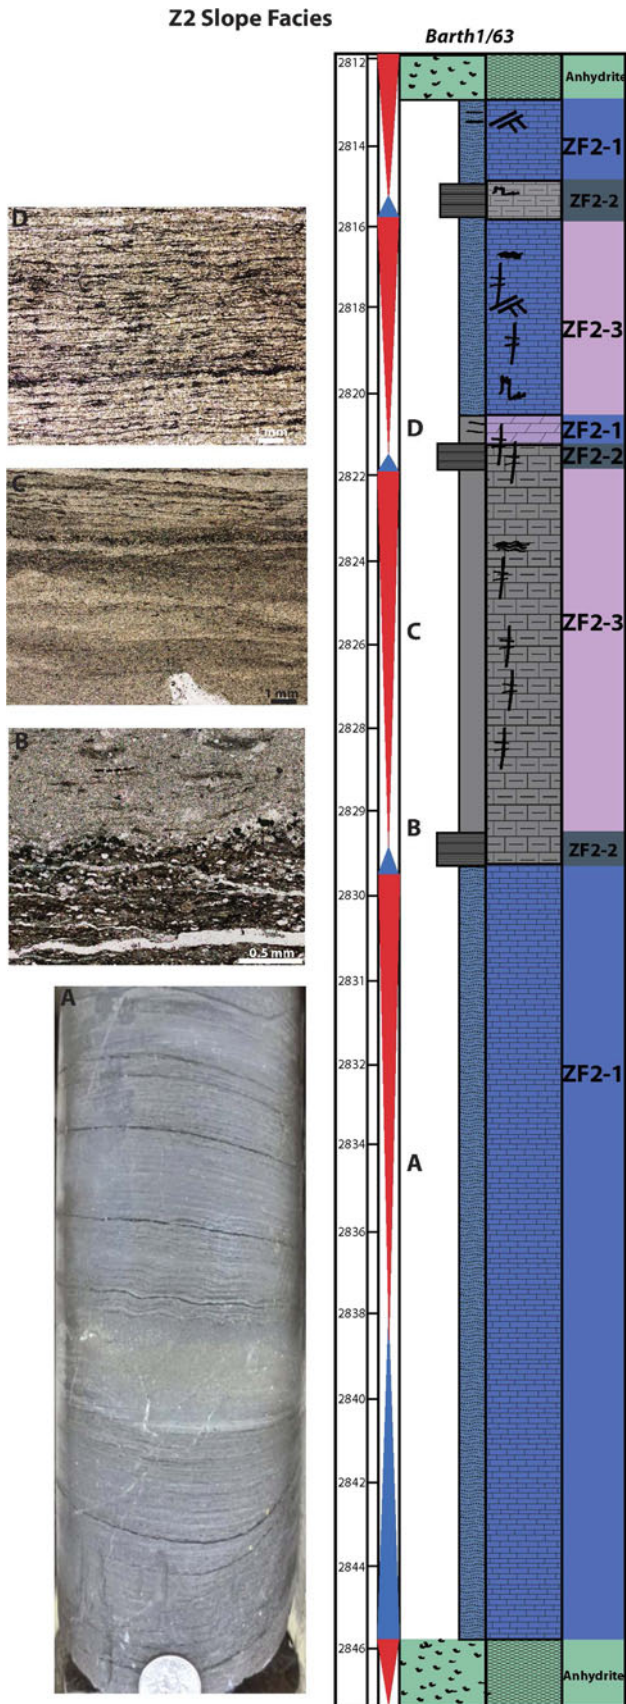 Z2 Slope Facies
Barth1/63
2812
Anhydrite
2814
ZF2-1
ZF2-2
D
2816
2818
ZF2-3
2820
1 mm
D
ZF2-1
ZF2-2
2822
C
2824
ZF2-3
C
2826
1 mm
B
2828
2829
B
ZF2-2
2830
0.5 mm
A
2831
2832
ZF2-1
2834
A
2836
2838
2840
2842
2844
2846
Anhydrite